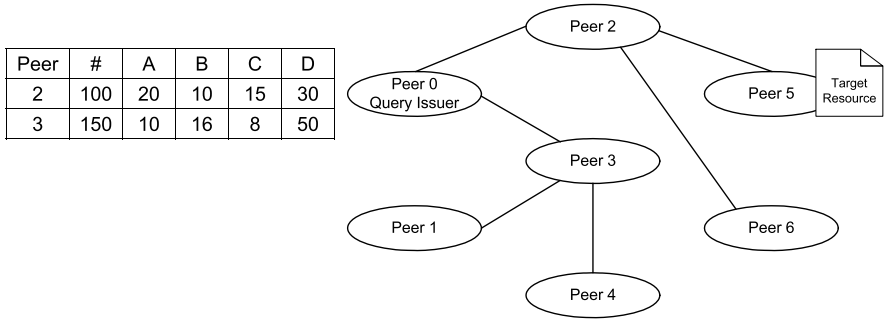 Peer # A B C D
2 100 20 10 15 30
3 150 10 16 8 50
Peer 2
Peer 0
Query Issuer
Peer 5
Target
Resource
Peer 3
Peer 1
Peer 6
Peer 4